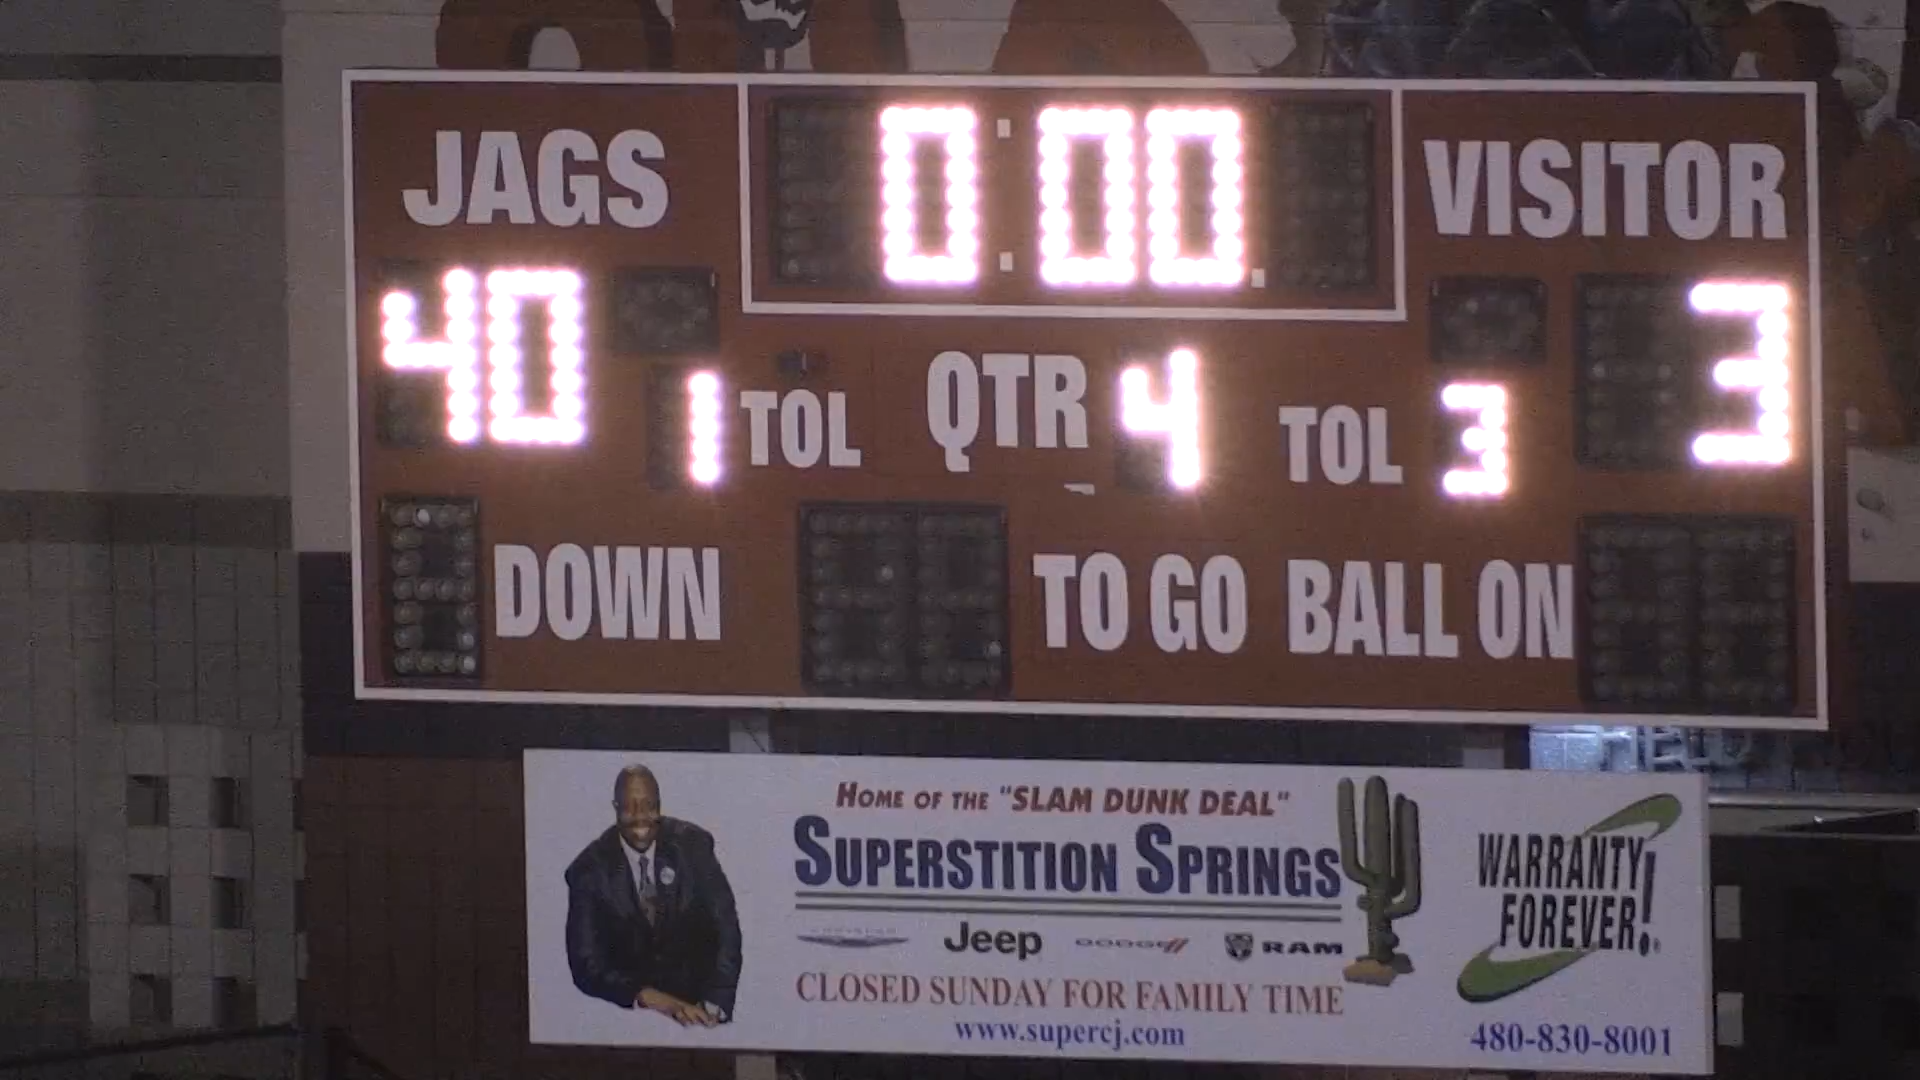 JAGS 0:00 VISITOR
40 3
1 TOL QTR 4 TOL 3
DOWN TO GO BALL ON
HOME OF THE "SLAM DUNK DEAL"
SUPERSTITION SPRINGS
Jeep DODGE RAM
CLOSED SUNDAY FOR FAMILY TIME
www.supercj.com
WARRANTY
FOREVER!
480-830-8001